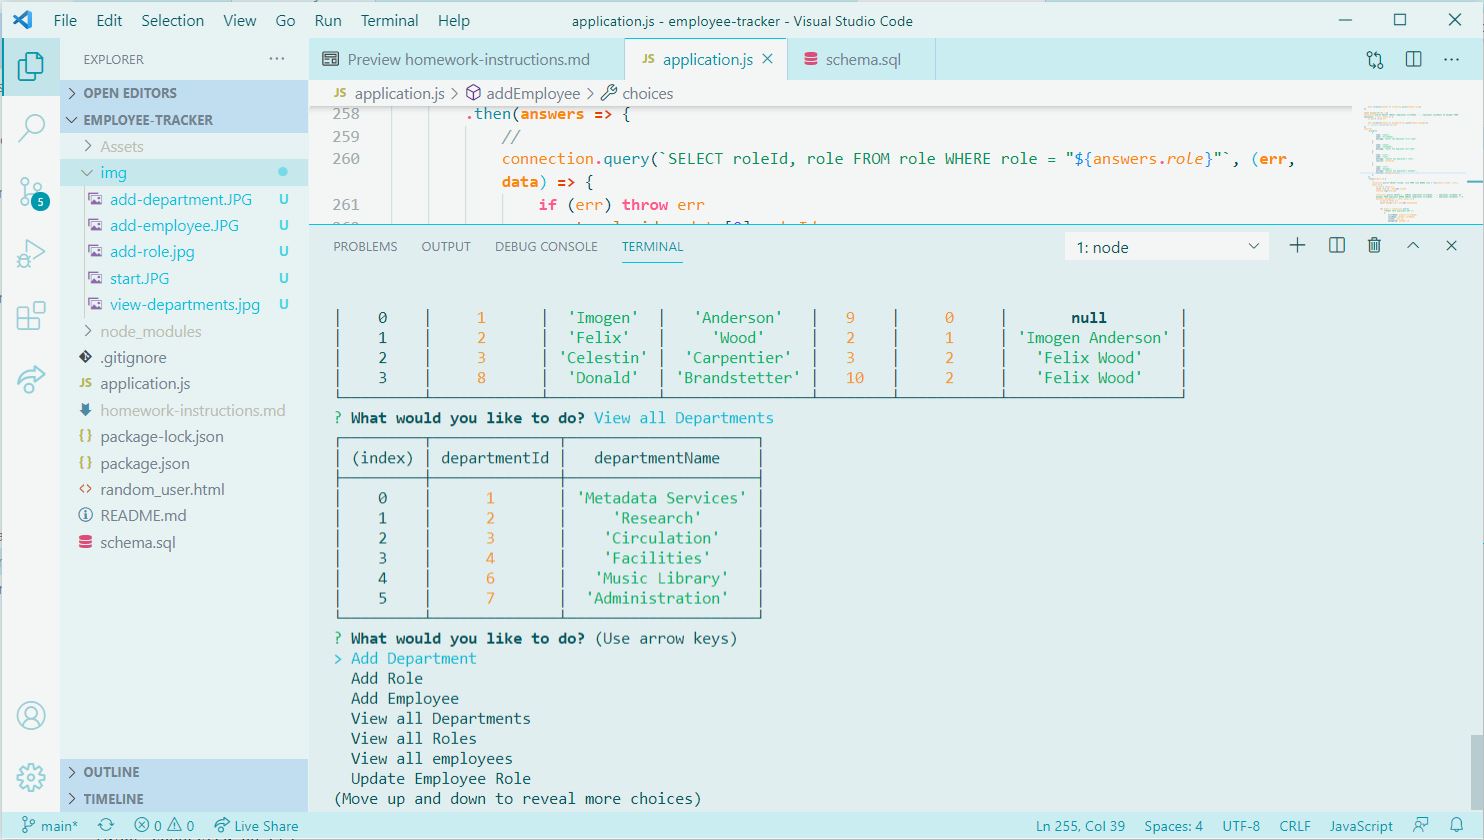 File Edit Selection View Go Run Terminal Help application.js - employee-tracker - Visual Studio Code
EXPLORER ···
OPEN EDITORS
EMPLOYEE-TRACKER
Assets
img
add-department.JPG U
add-employee.JPG U
add-role.jpg U
start.JPG U
view-departments.jpg U
node_modules
.gitignore
JS application.js
homework-instructions.md
{} package-lock.json
{} package.json
<> random_user.html
README.md
schema.sql
OUTLINE
TIMELINE
5
Preview homework-instructions.md JS application.js schema.sql
JS application.js > addEmployee > choices
258 .then(answers => {
259 //
260 connection.query(`SELECT roleId, role FROM role WHERE role = "${answers.role}"`, (err,
data) => {
261 if (err) throw err
PROBLEMS OUTPUT DEBUG CONSOLE TERMINAL 1: node
│ 0 │ 1 │ 'Imogen' │ 'Anderson' │ 9 │ 0 │ null │
│ 1 │ 2 │ 'Felix' │ 'Wood' │ 2 │ 1 │ 'Imogen Anderson' │
│ 2 │ 3 │ 'Celestin' │ 'Carpentier' │ 3 │ 2 │ 'Felix Wood' │
│ 3 │ 8 │ 'Donald' │ 'Brandstetter' │ 10 │ 2 │ 'Felix Wood' │
? What would you like to do? View all Departments
│ (index) │ departmentId │ departmentName │
│ 0 │ 1 │ 'Metadata Services' │
│ 1 │ 2 │ 'Research' │
│ 2 │ 3 │ 'Circulation' │
│ 3 │ 4 │ 'Facilities' │
│ 4 │ 6 │ 'Music Library' │
│ 5 │ 7 │ 'Administration' │
? What would you like to do? (Use arrow keys)
> Add Department
Add Role
Add Employee
View all Departments
View all Roles
View all employees
Update Employee Role
(Move up and down to reveal more choices)
main* 0 0 Live Share Ln 255, Col 39 Spaces: 4 UTF-8 CRLF JavaScript